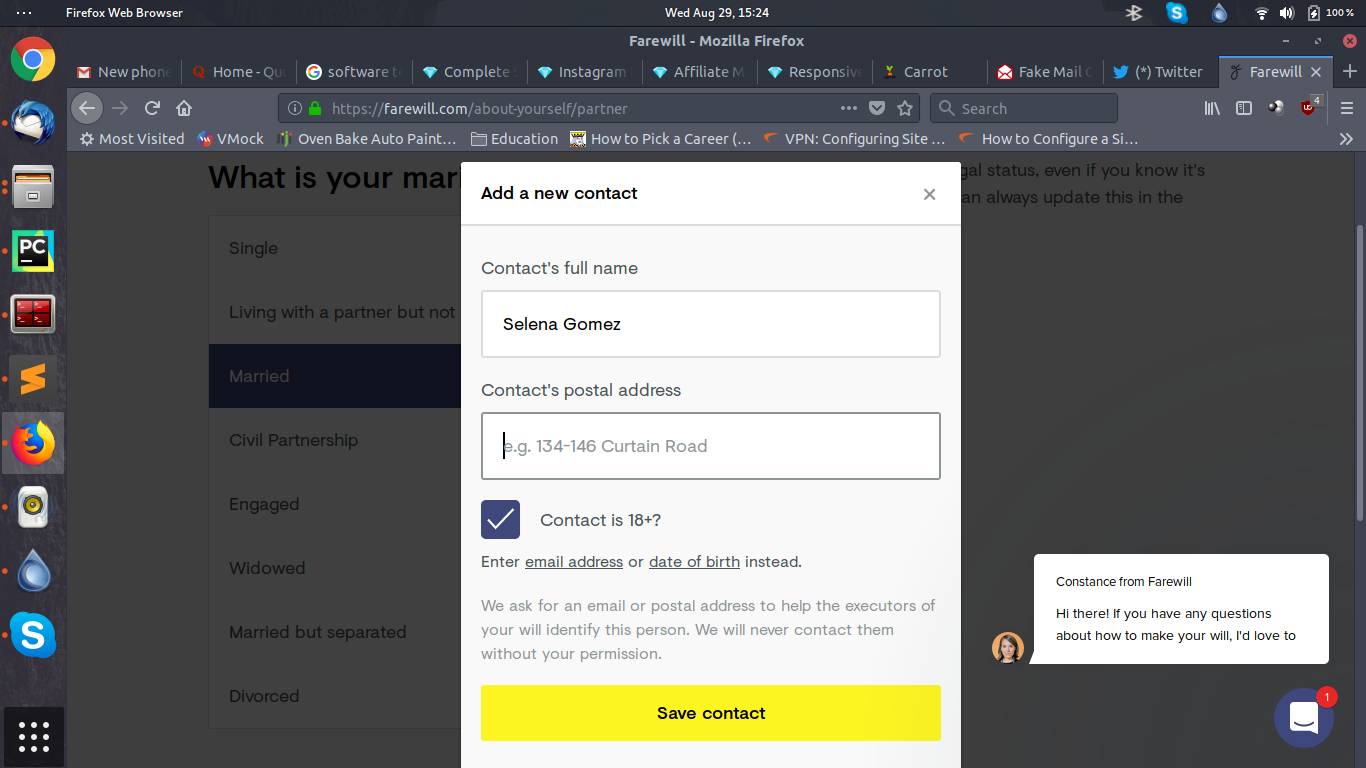 Firefox Web Browser
Wed Aug 29, 15:24
100 %
Farewill - Mozilla Firefox
New phone
Home - Quo
software te
Complete S
Instagram
Affiliate M
Responsive
Carrot
Fake Mail G
(*) Twitter
Farewill
https://farewill.com/about-yourself/partner
Search
4
Most Visited
VMock
Oven Bake Auto Paint…
Education
How to Pick a Career (…
VPN: Configuring Site …
How to Configure a Si…
What is your mari
gal status, even if you know it's
an always update this in the
Single
Living with a partner but not
Married
Civil Partnership
Engaged
Widowed
Married but separated
Divorced
Add a new contact
Contact's full name
Selena Gomez
Contact's postal address
e.g. 134-146 Curtain Road
Contact is 18+?
Enter email address or date of birth instead.
We ask for an email or postal address to help the executors of
your will identify this person. We will never contact them
without your permission.
Save contact
Constance from Farewill
Hi there! If you have any questions
about how to make your will, I'd love to
1
PC